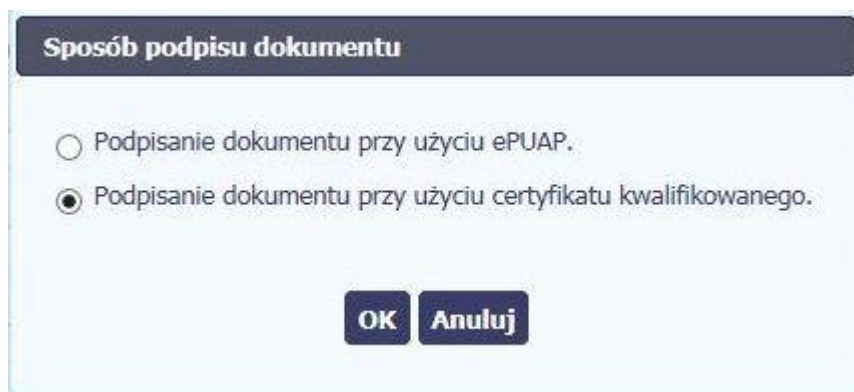 Sposób podpisu dokumentu
Podpisanie dokumentu przy użyciu ePUAP.
Podpisanie dokumentu przy użyciu certyfikatu kwalifikowanego.
OK Anuluj